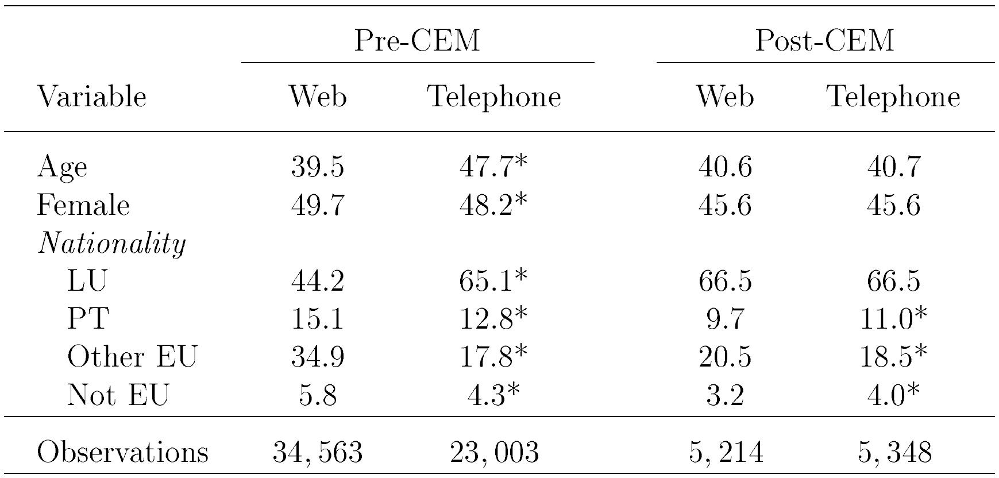 Pre-CEM Post-CEM
Variable Web Telephone Web Telephone
Age 39.5 47.7* 40.6 40.7
Female 49.7 48.2* 45.6 45.6
Nationality
LU 44.2 65.1* 66.5 66.5
PT 15.1 12.8* 9.7 11.0*
Other EU 34.9 17.8* 20.5 18.5*
Not EU 5.8 4.3* 3.2 4.0*
Observations 34,563 23,003 5,214 5,348